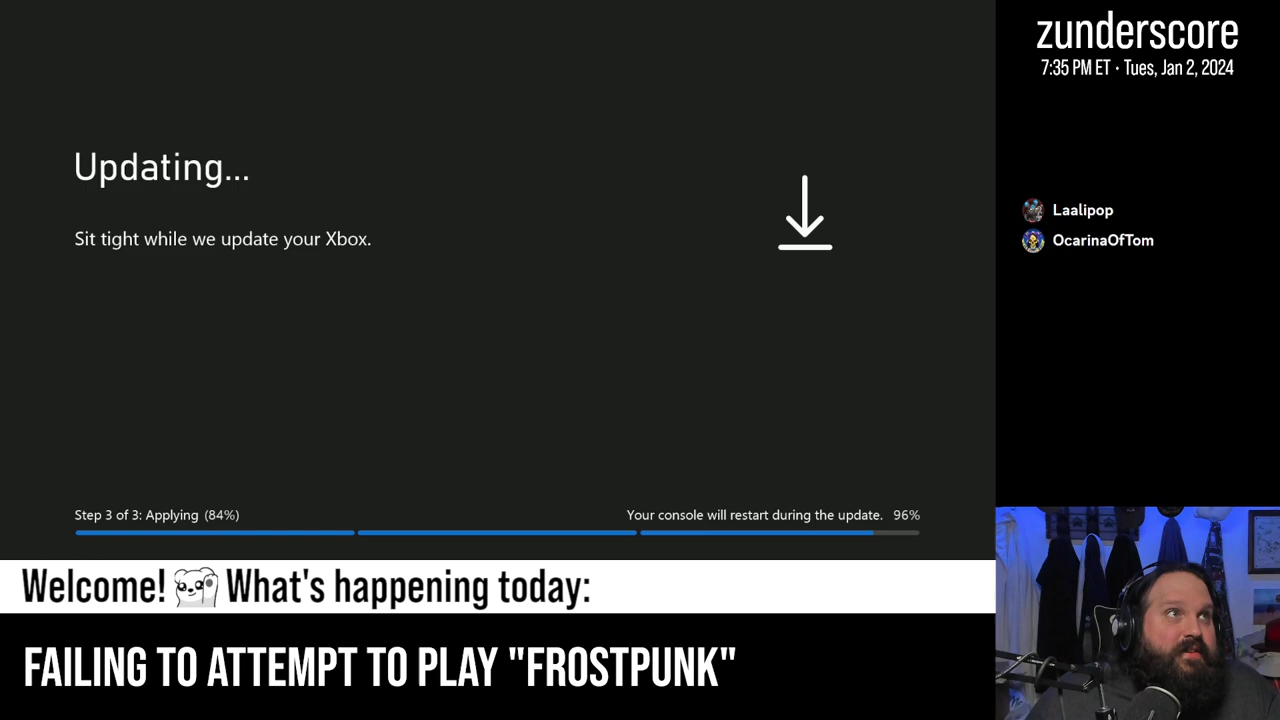 zunderscore
7:35 PM ET · Tues, Jan 2, 2024
Updating...
Sit tight while we update your Xbox.
Laalipop
OcarinaOfTom
Step 3 of 3: Applying (84%)
Your console will restart during the update. 96%
Welcome! What's happening today:
FAILING TO ATTEMPT TO PLAY "FROSTPUNK"